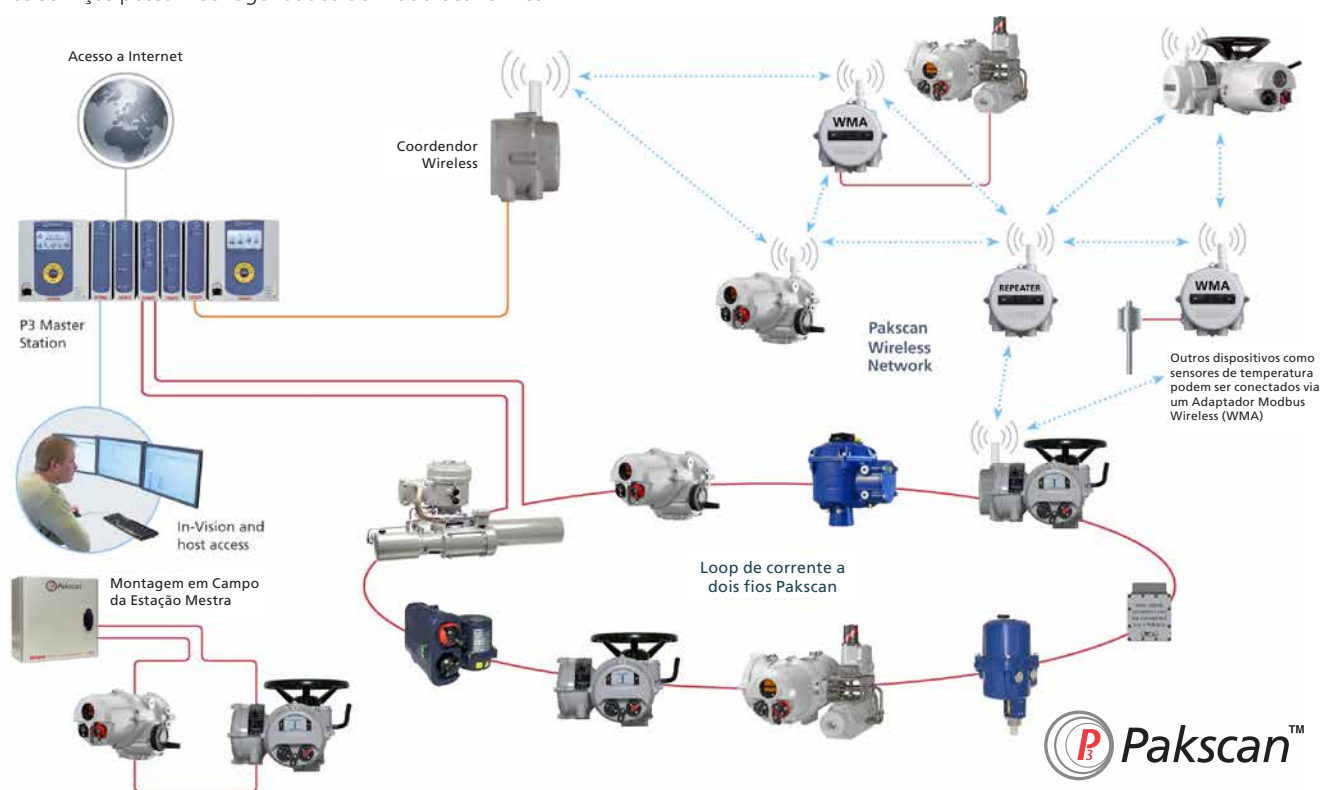 Acesso a Internet
Coordendor
Wireless
WMA
P3 Master
Station
REPEATER
WMA
Pakscan
Wireless
Network
Outros dispositivos como
sensores de temperatura
podem ser conectados via
um Adaptador Modbus
Wireless (WMA)
In-Vision and
host access
Loop de corrente a
dois fios Pakscan
Pakscan
Montagem em Campo
da Estação Mestra
P3 Pakscan™